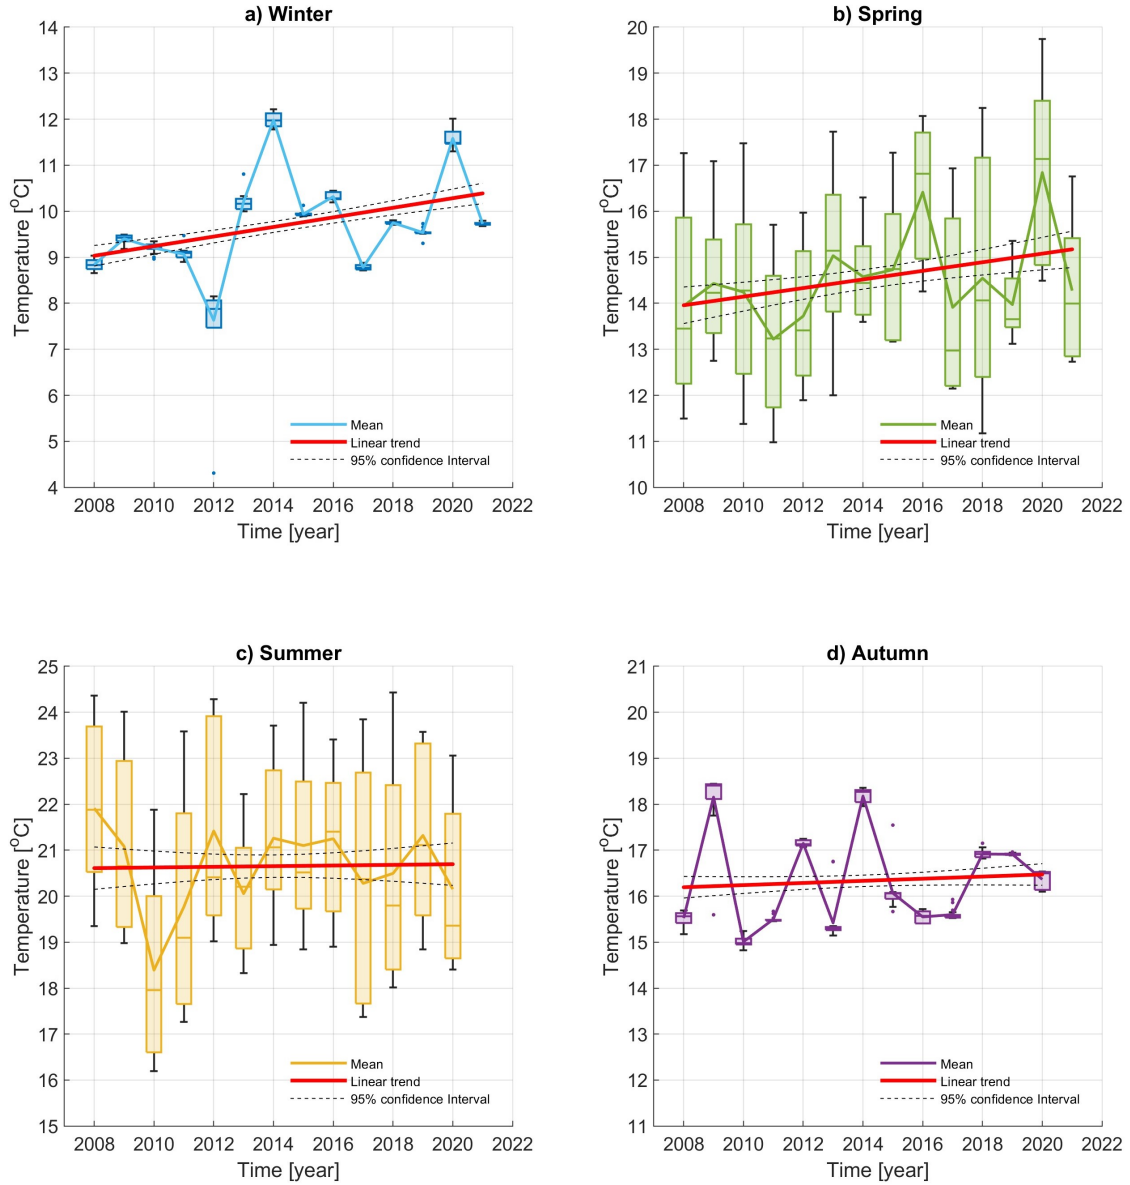 a) Winter
14
13
12
11
10
9
8
7
6
5
4
Temperature [°C]
Mean
Linear trend
95% confidence Interval
2008 2010 2012 2014 2016 2018 2020 2022
Time [year]
b) Spring
20
19
18
17
16
15
14
13
12
11
10
Temperature [°C]
Mean
Linear trend
95% confidence Interval
2008 2010 2012 2014 2016 2018 2020 2022
Time [year]
c) Summer
25
24
23
22
21
20
19
18
17
16
15
Temperature [°C]
Mean
Linear trend
95% confidence Interval
2008 2010 2012 2014 2016 2018 2020 2022
Time [year]
d) Autumn
21
20
19
18
17
16
15
14
13
12
11
Temperature [°C]
Mean
Linear trend
95% confidence Interval
2008 2010 2012 2014 2016 2018 2020 2022
Time [year]